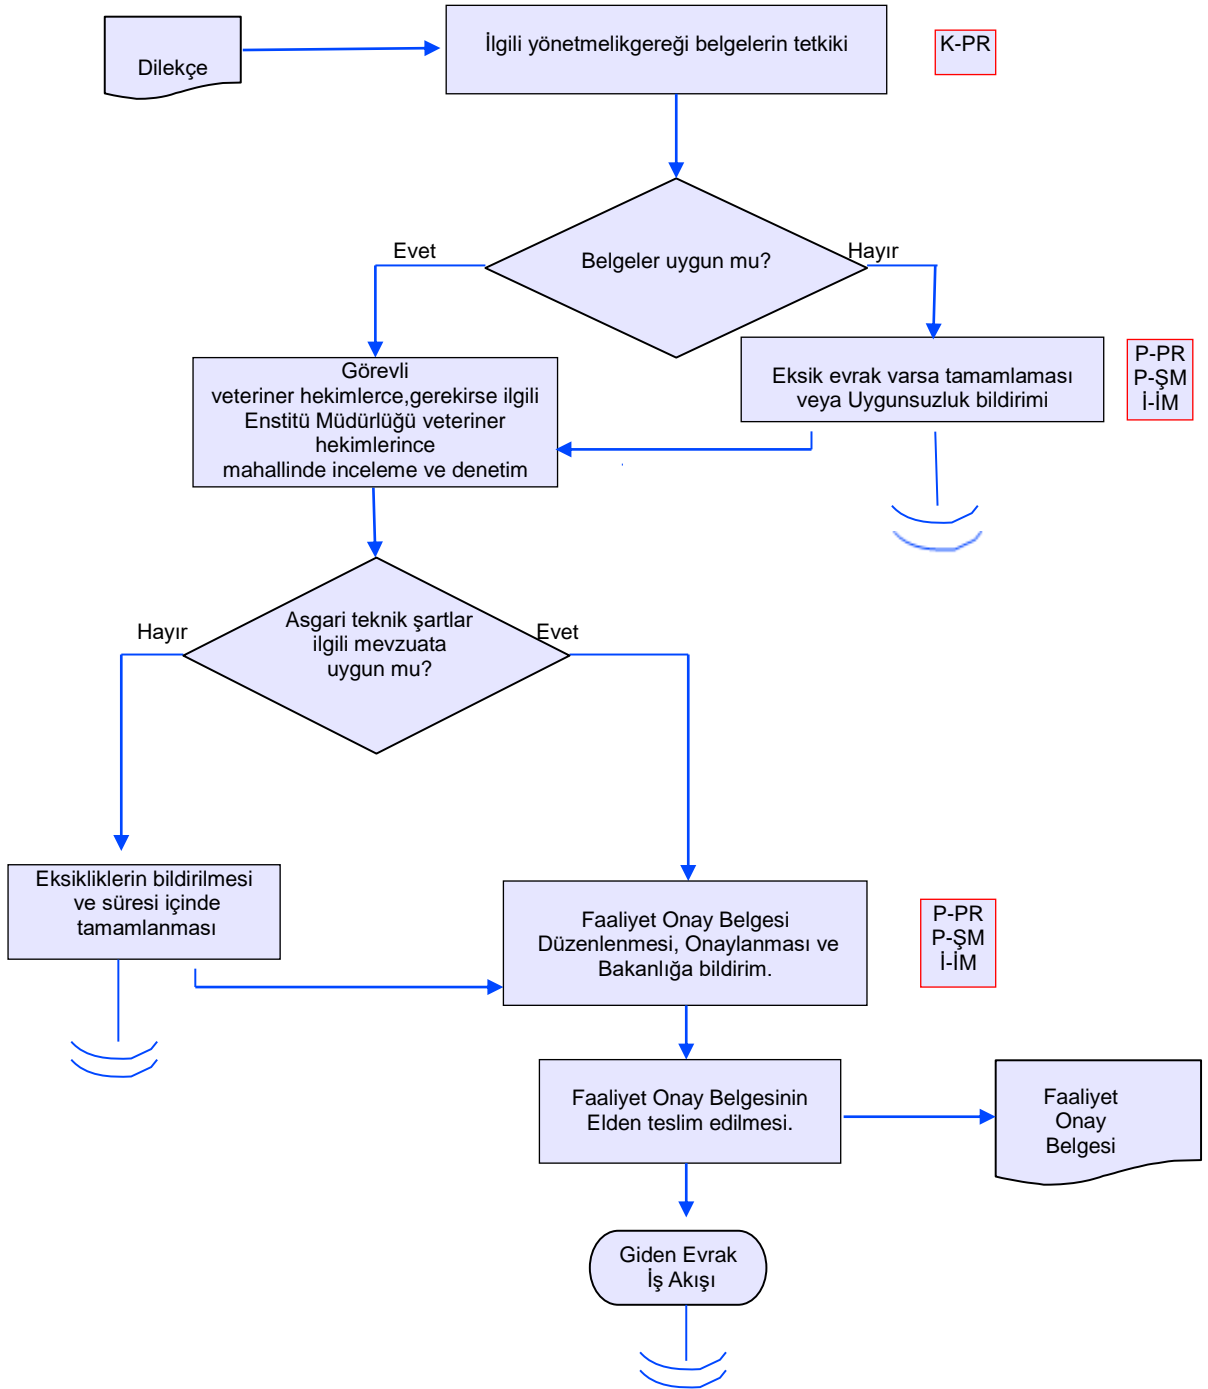 Dilekçe
İlgili yönetmelikgereği belgelerin tetkiki
K-PR
Belgeler uygun mu?
Evet
Hayır
Görevli
veteriner hekimlerce,gerekirse ilgili
Enstitü Müdürlüğü veteriner
hekimlerince
mahallinde inceleme ve denetim
Eksik evrak varsa tamamlaması
veya Uygunsuzluk bildirimi
P-PR
P-ŞM
İ-İM
Asgari teknik şartlar
ilgili mevzuata
uygun mu?
Hayır
Evet
Eksikliklerin bildirilmesi
ve süresi içinde
tamamlanması
Faaliyet Onay Belgesi
Düzenlenmesi, Onaylanması ve
Bakanlığa bildirim.
P-PR
P-ŞM
İ-İM
Faaliyet Onay Belgesinin
Elden teslim edilmesi.
Faaliyet
Onay
Belgesi
Giden Evrak
İş Akışı